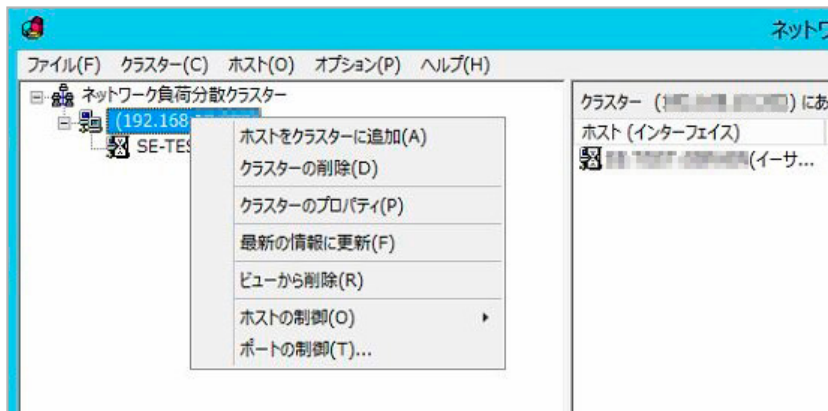 ネットワ
ファイル(F) クラスター(C) ホスト(O) オプション(P) ヘルプ(H)
ネットワーク負荷分散クラスター
(192.168
SE-TES
ホストをクラスターに追加(A)
クラスターの削除(D)
クラスターのプロパティ(P)
最新の情報に更新(F)
ビューから削除(R)
ホストの制御(O)
ポートの制御(T)...
クラスター ( ) にあ
ホスト (インターフェイス)
(イーサ...